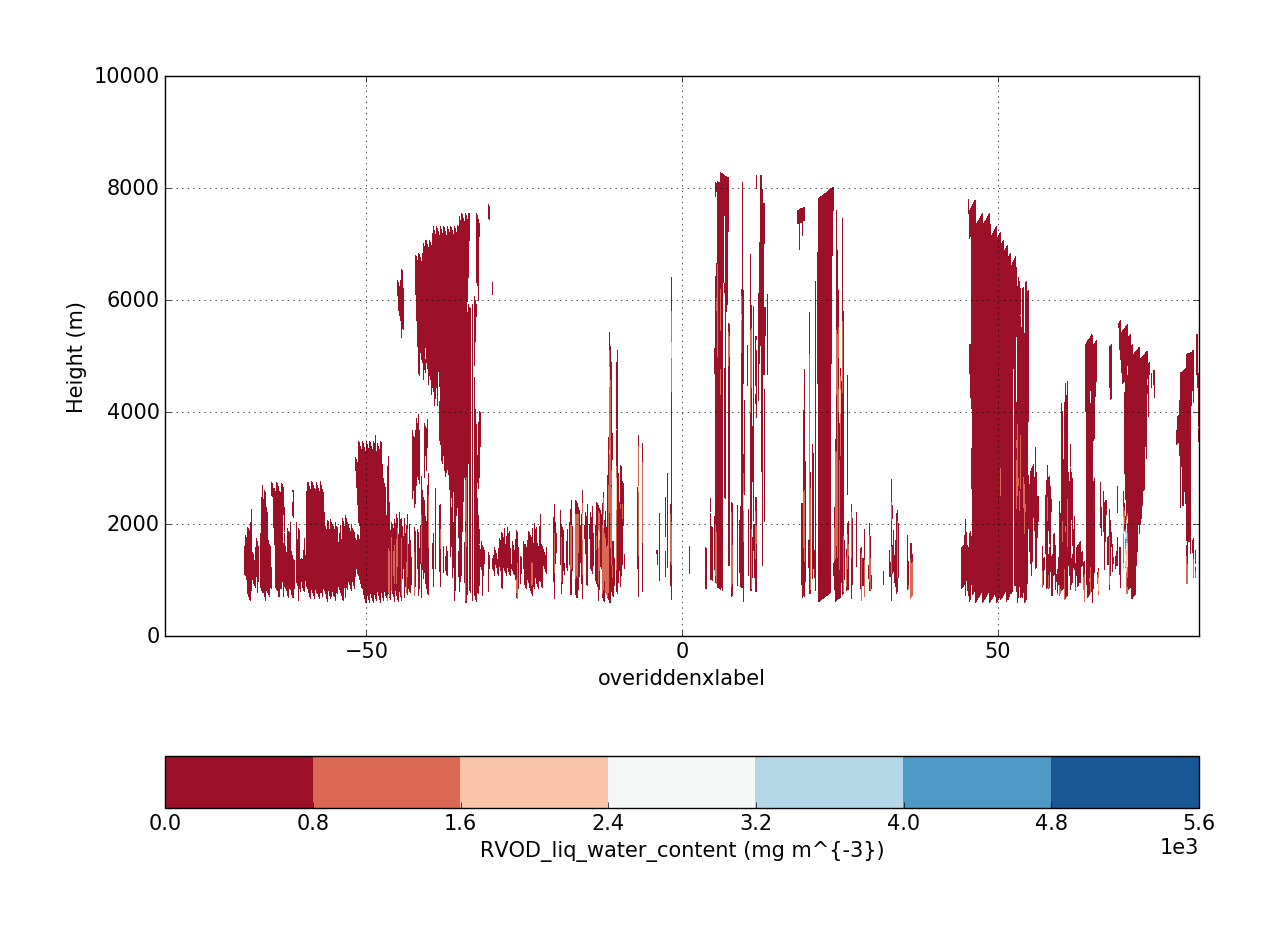 10000
8000
6000
4000
2000
0
Height (m)
−50 0 50
overiddenxlabel
0.0 0.8 1.6 2.4 3.2 4.0 4.8 5.6
1e3
RVOD_liq_water_content (mg m^{-3})